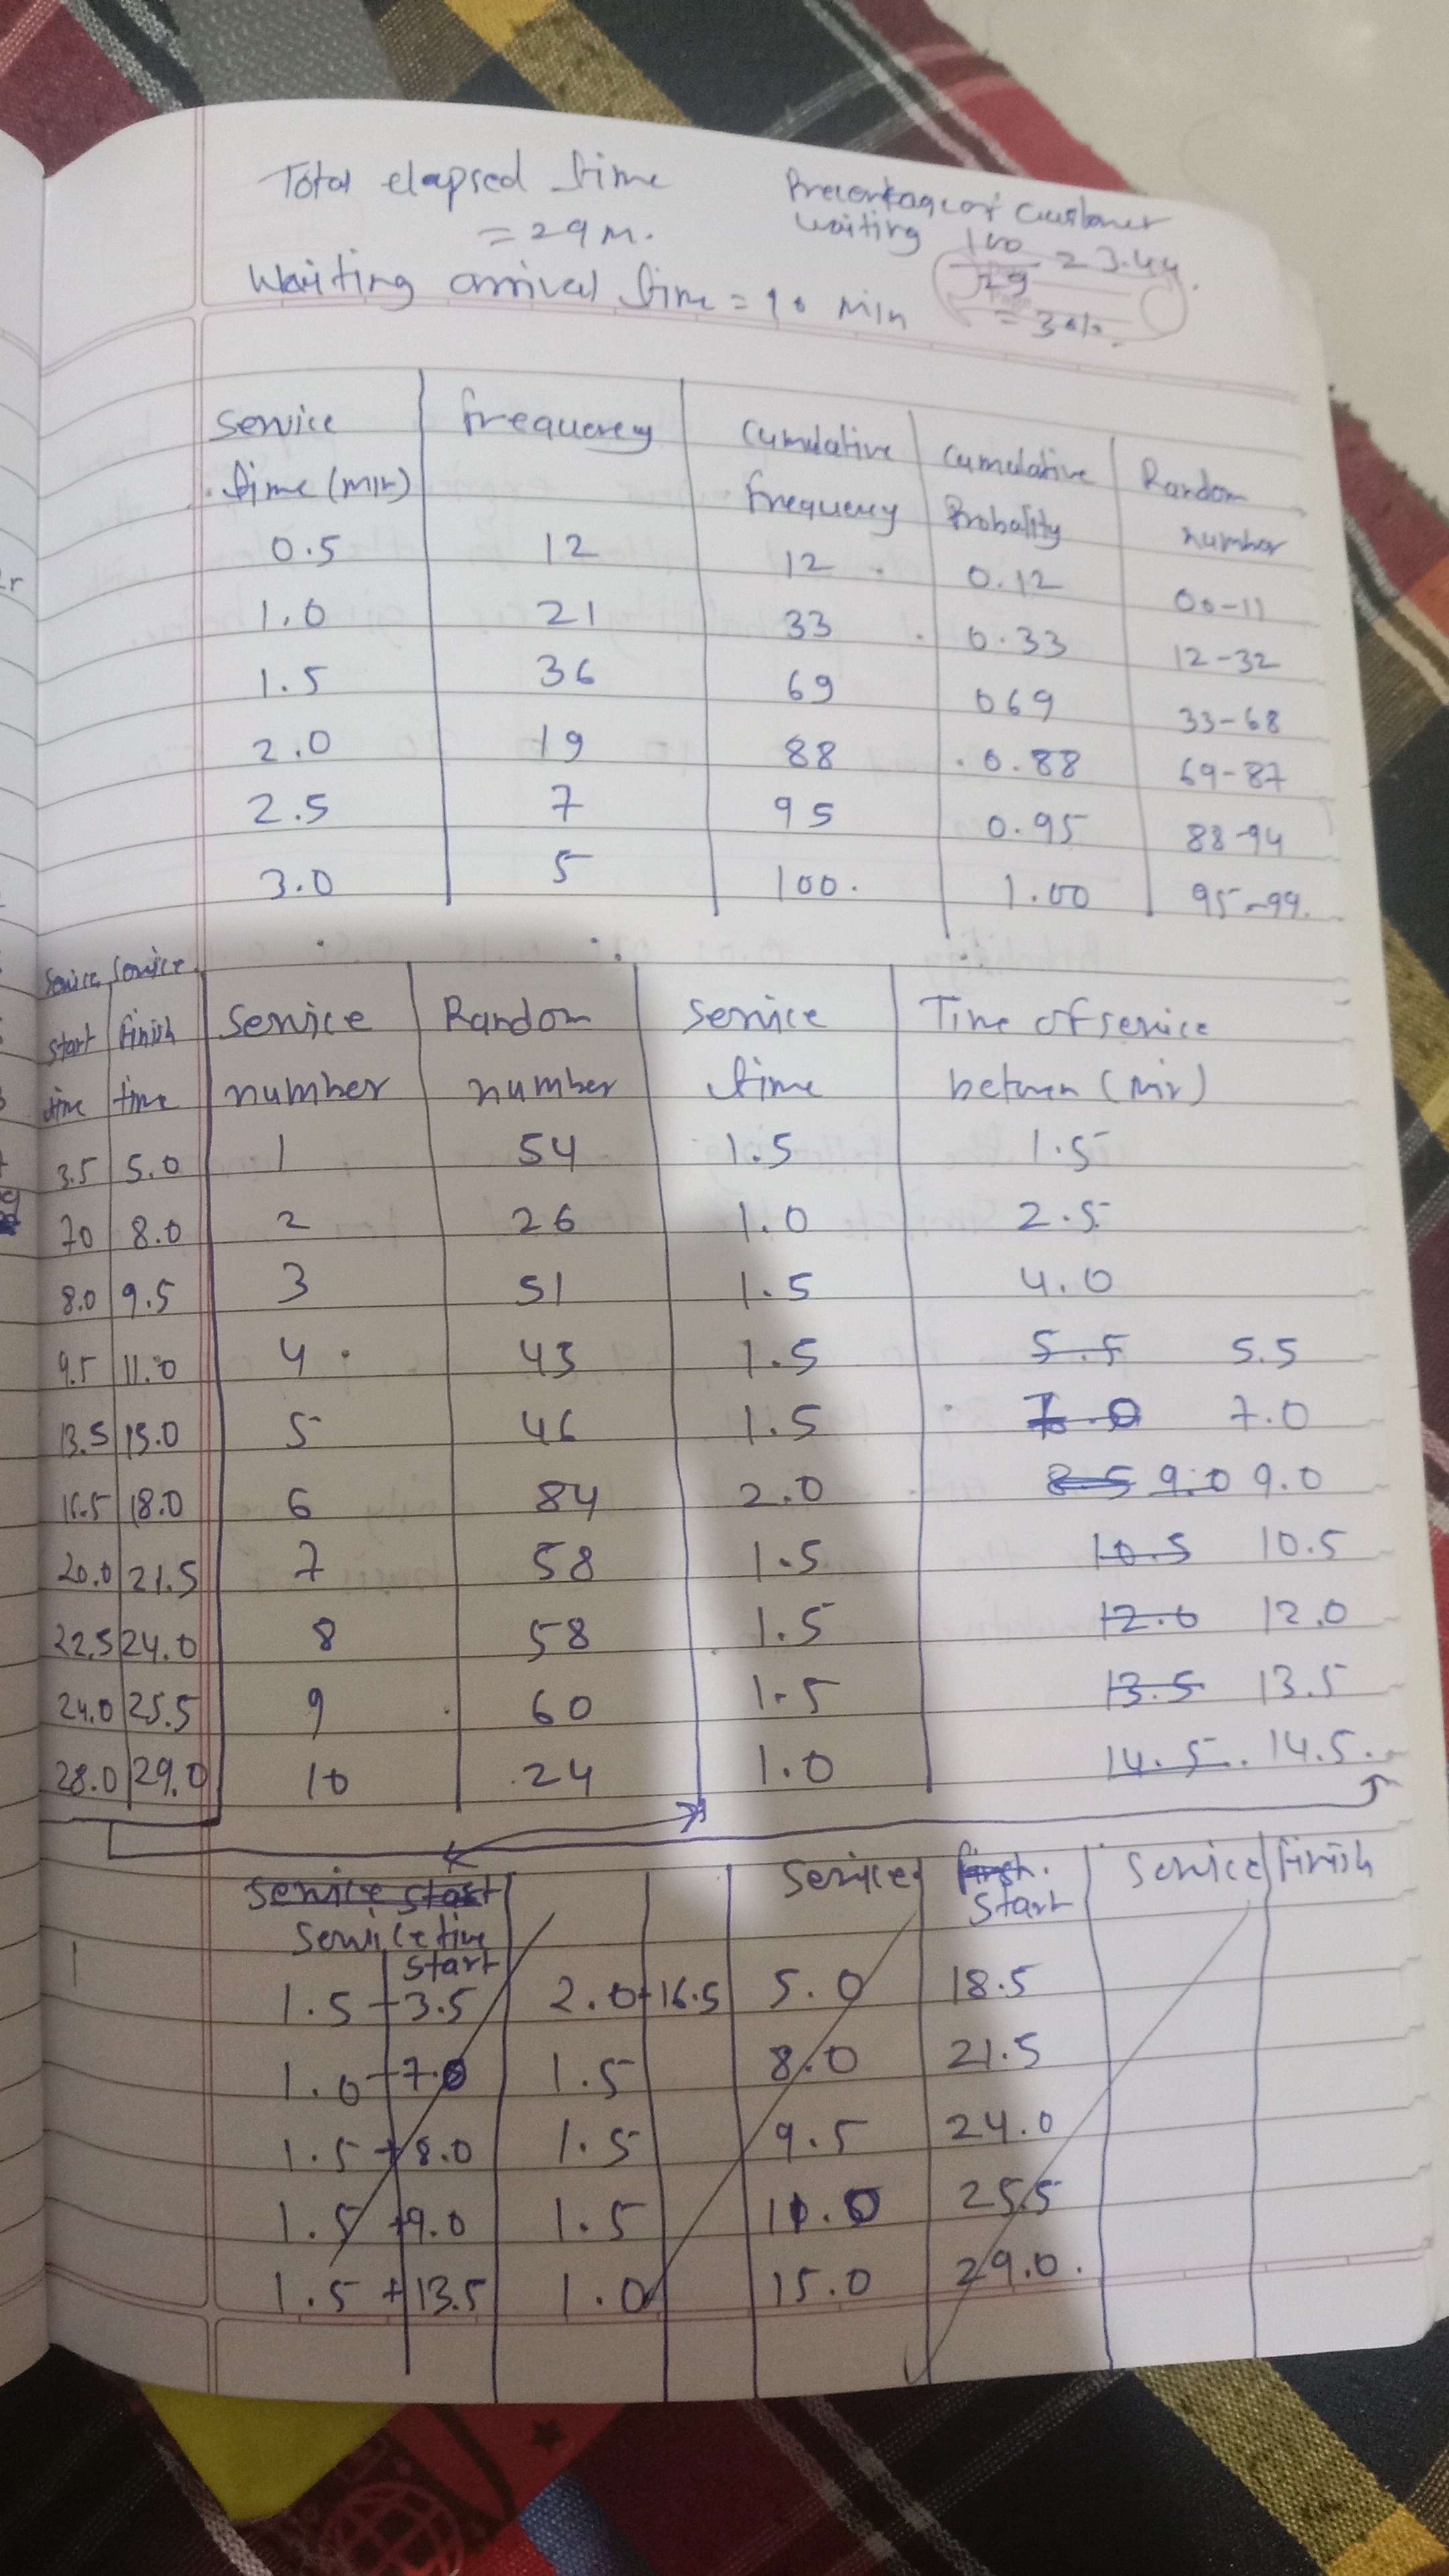 Total elapsed time
= 29 m.
Precentage of customer
waiting 100/29 = 3.44
= 3%.
Waiting arrival time = 10 min
Service time (min) frequency Cumulative frequency Cumulative Probality Random number
0.5 12 12 0.12 00-11
1.0 21 33 0.33 12-32
1.5 36 69 069 33-68
2.0 19 88 0.88 69-87
2.5 7 95 0.95 88-94
3.0 5 100. 1.00 95-99.
Service start time Service finish time Service number Random number Service time Time of service between (min)
3.5 5.0 1 54 1.5 1.5
70 8.0 2 26 1.0 2.5
8.0 9.5 3 51 1.5 4.0
9.5 11.0 4 43 1.5 5.5 5.5
13.5 15.0 5 46 1.5 7.0 7.0
16.5 18.0 6 84 2.0 8.5 9.0 9.0
20.0 21.5 7 58 1.5 10.5 10.5
22.5 24.0 8 58 1.5 12.0 12.0
24.0 25.5 9 60 1.5 13.5 13.5
28.0 29.0 10 24 1.0 14.5 14.5
Service start Service finish. Service finish
Service time start start
1.5 + 3.5 2.0 + 16.5 5.0 18.5
1.0 + 7.0 1.5 8.0 21.5
1.5 + 8.0 1.5 9.5 24.0
1.5 + 9.0 1.5 11.0 25.5
1.5 + 13.5 1.0 15.0 29.0.